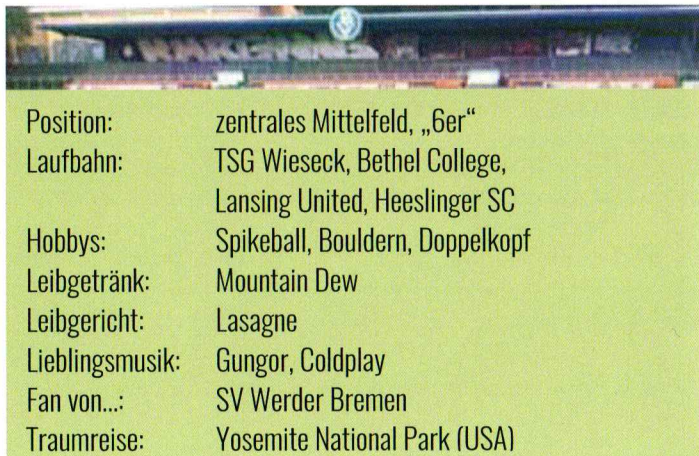 Position: zentrales Mittelfeld, „6er“
Laufbahn: TSG Wieseck, Bethel College,
Lansing United, Heeslinger SC
Hobbys: Spikeball, Bouldern, Doppelkopf
Leibgetränk: Mountain Dew
Leibgericht: Lasagne
Lieblingsmusik: Gungor, Coldplay
Fan von...: SV Werder Bremen
Traumreise: Yosemite National Park (USA)